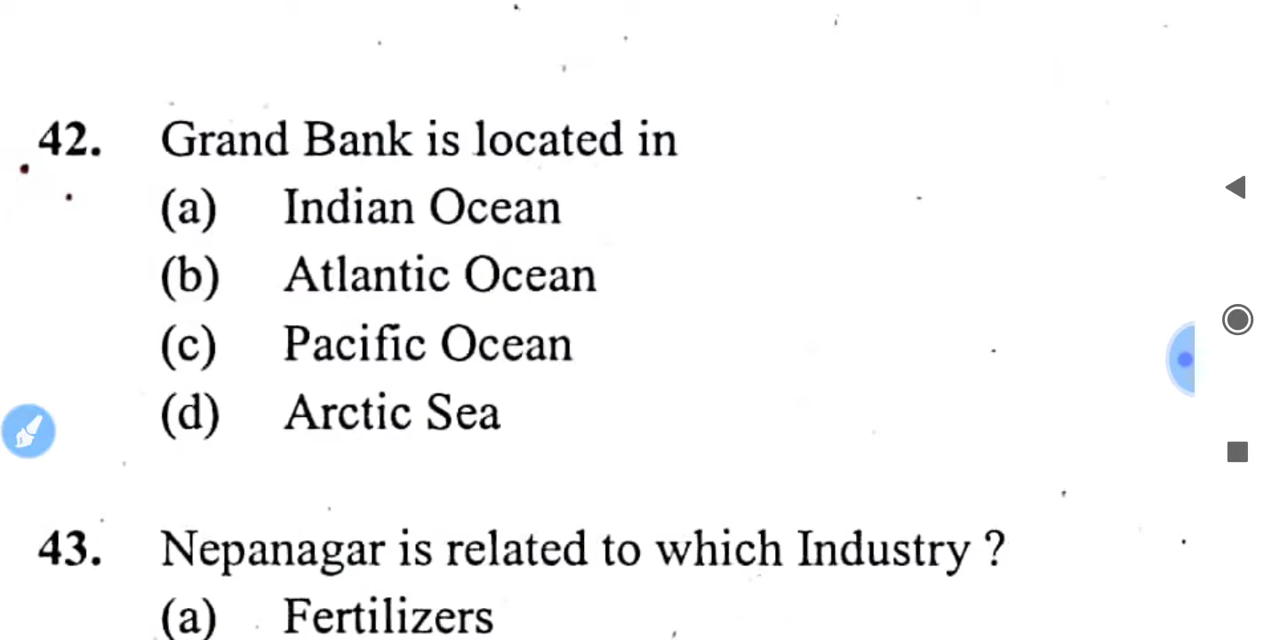 42. Grand Bank is located in
(a) Indian Ocean
(b) Atlantic Ocean
(c) Pacific Ocean
(d) Arctic Sea
43. Nepanagar is related to which Industry ?
(a) Fertilizers